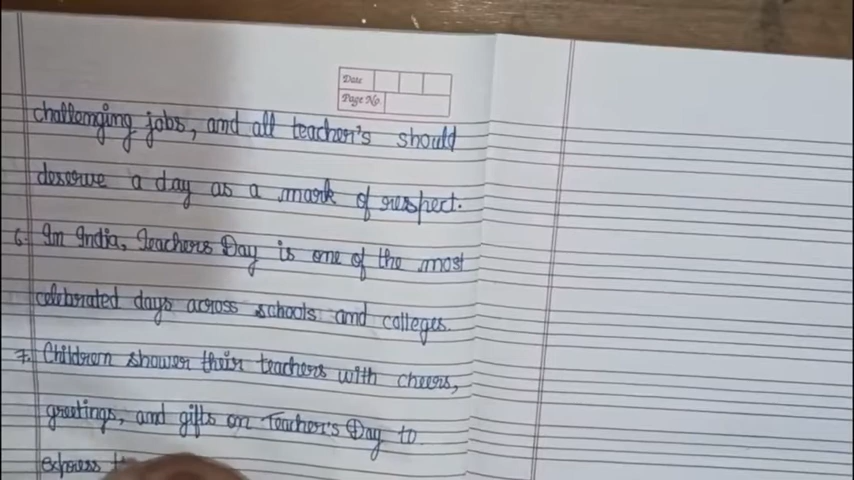 Date
Page No.
challenging jobs, and all teacher's should
deserve a day as a mark of respect.
6. In India, Teachers Day is one of the most
celebrated days across schools and colleges.
7. Children shower their teachers with cheers,
greetings, and gifts on Teacher's Day to
express